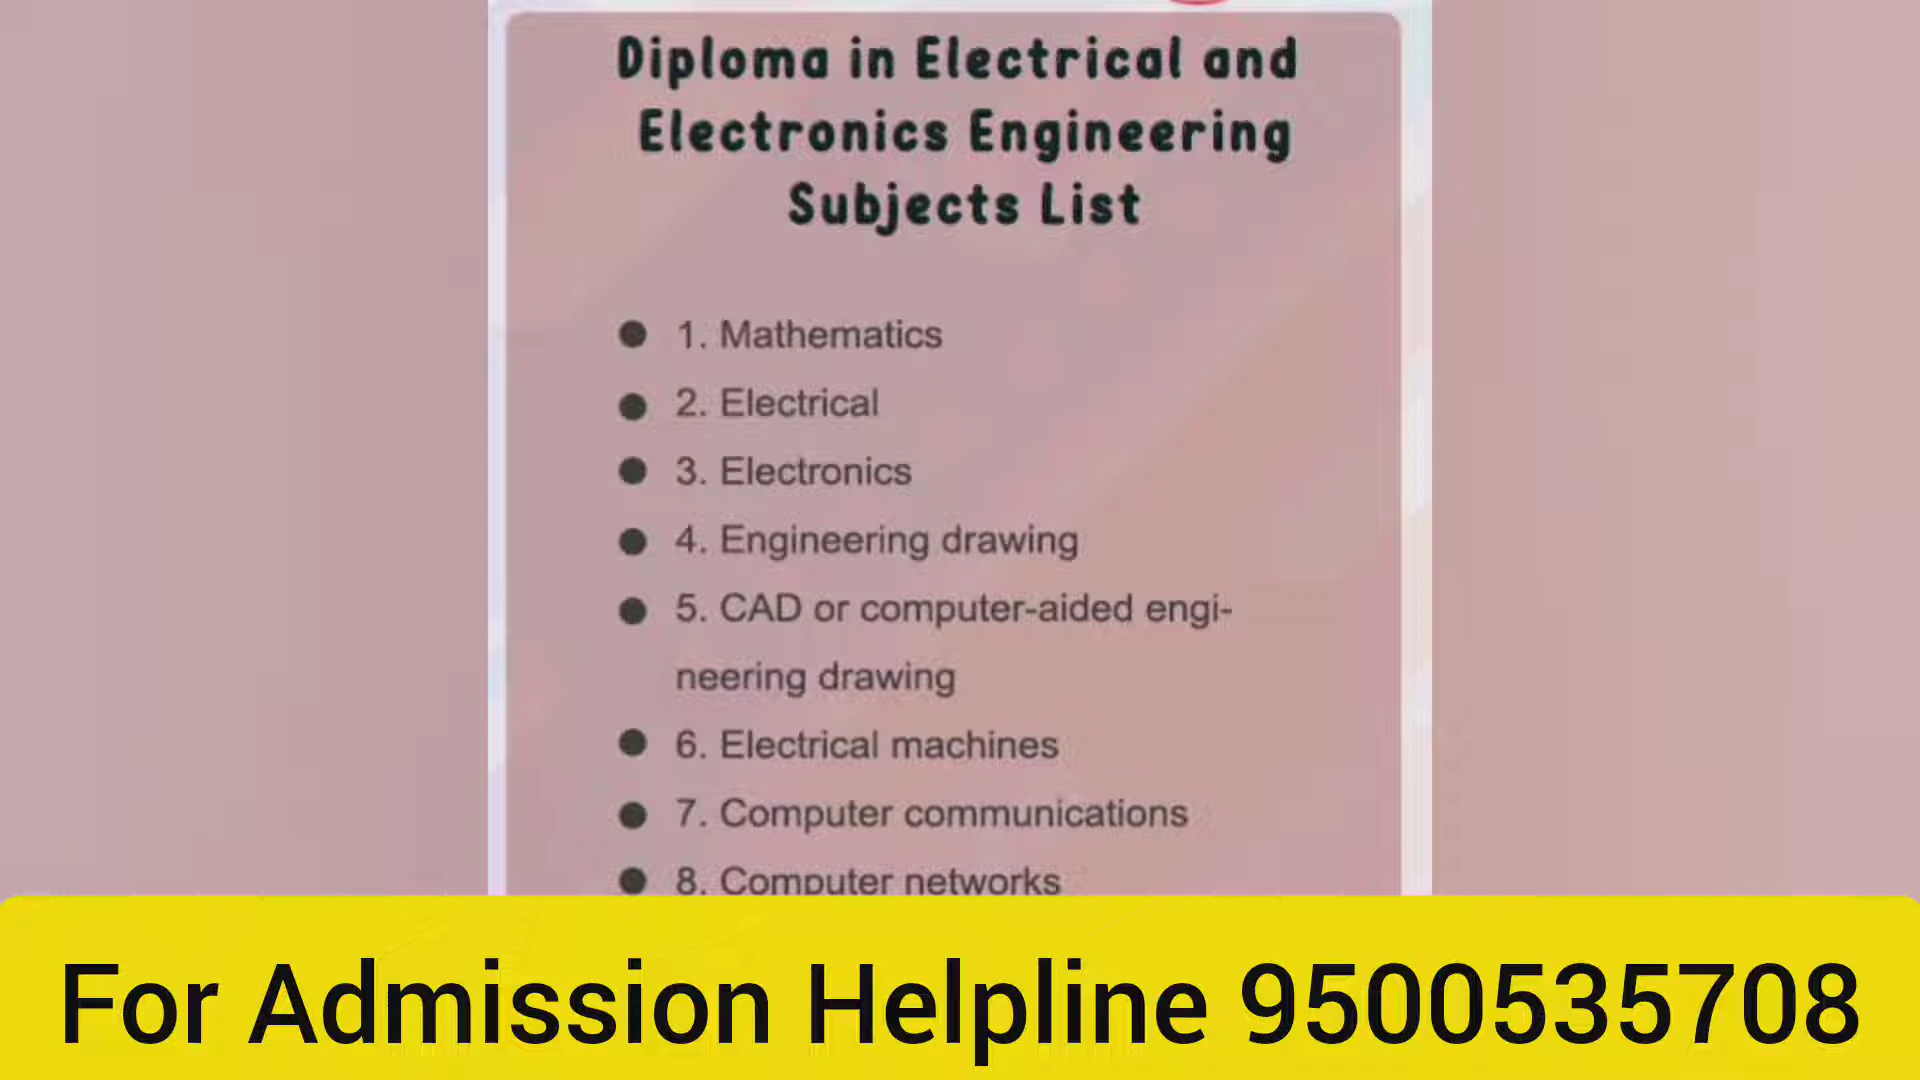 Diploma in Electrical and
Electronics Engineering
Subjects List
● 1. Mathematics
● 2. Electrical
● 3. Electronics
● 4. Engineering drawing
● 5. CAD or computer-aided engi-
neering drawing
● 6. Electrical machines
● 7. Computer communications
● 8. Computer networks
For Admission Helpline 9500535708